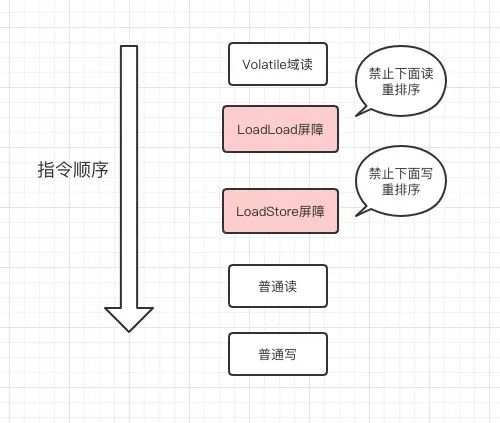 Volatile域读
禁止下面读
重排序
LoadLoad屏障
禁止下面写
重排序
指令顺序
LoadStore屏障
普通读
普通写